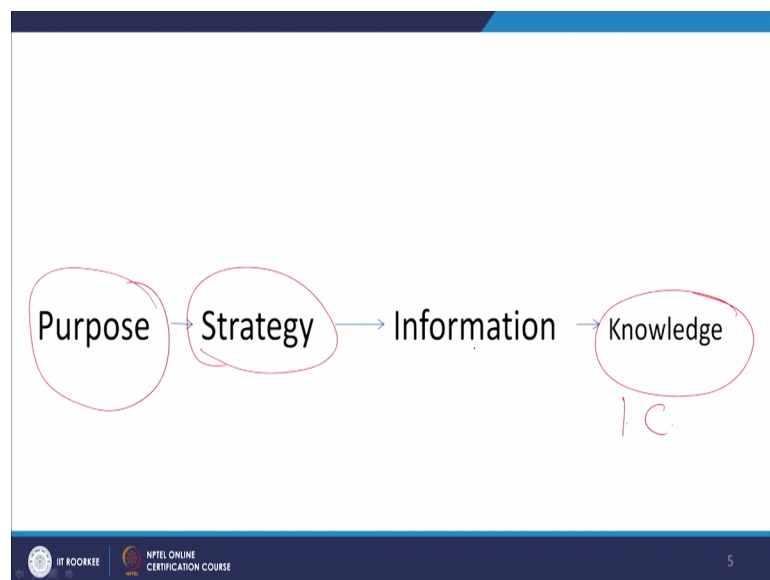 Purpose Strategy Information Knowledge
I C
IIT ROORKEE
NPTEL ONLINE
CERTIFICATION COURSE
5